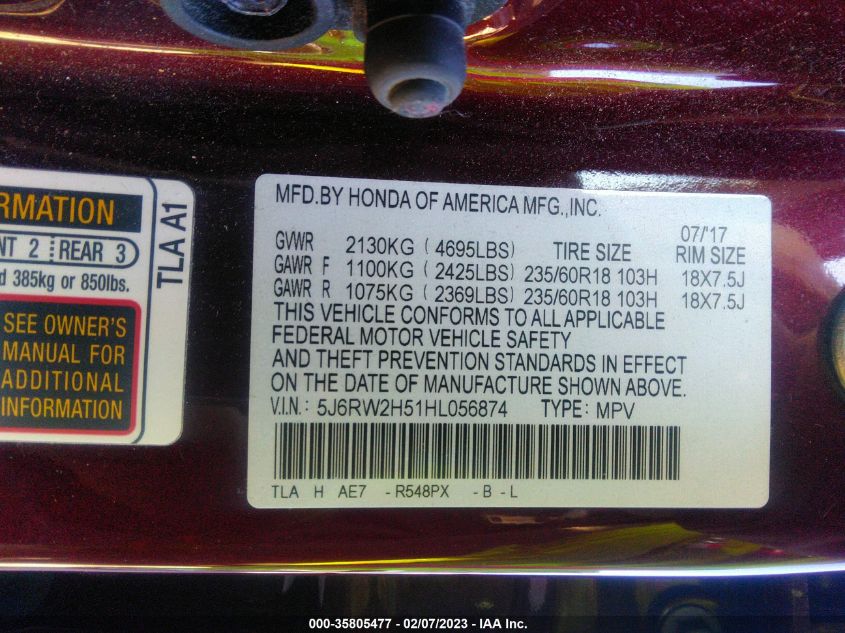 RMATION
NT 2 REAR 3
d 385kg or 850lbs.
SEE OWNER'S
MANUAL FOR
ADDITIONAL
INFORMATION
TLA A1
MFD.BY HONDA OF AMERICA MFG.,INC.
07/'17
GVWR 2130KG (4695LBS) TIRE SIZE RIM SIZE
GAWR F 1100KG (2425LBS) 235/60R18 103H 18X7.5J
GAWR R 1075KG (2369LBS) 235/60R18 103H 18X7.5J
THIS VEHICLE CONFORMS TO ALL APPLICABLE
FEDERAL MOTOR VEHICLE SAFETY
AND THEFT PREVENTION STANDARDS IN EFFECT
ON THE DATE OF MANUFACTURE SHOWN ABOVE.
V.I.N.: 5J6RW2H51HL056874 TYPE: MPV
TLA H AE7 -R548PX -B-L
000-35805477 - 02/07/2023 - IAA Inc.